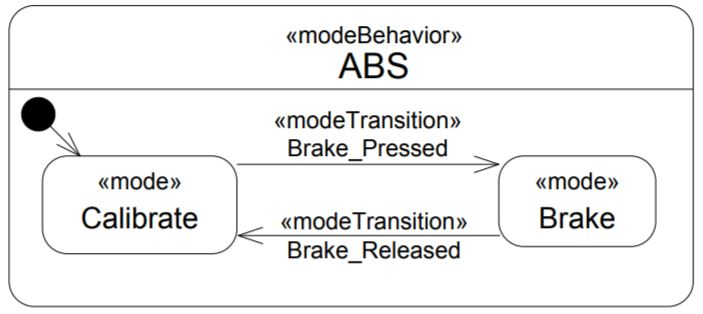 «modeBehavior»
ABS
«modeTransition»
Brake_Pressed
«mode»
Calibrate
«mode»
Brake
«modeTransition»
Brake_Released